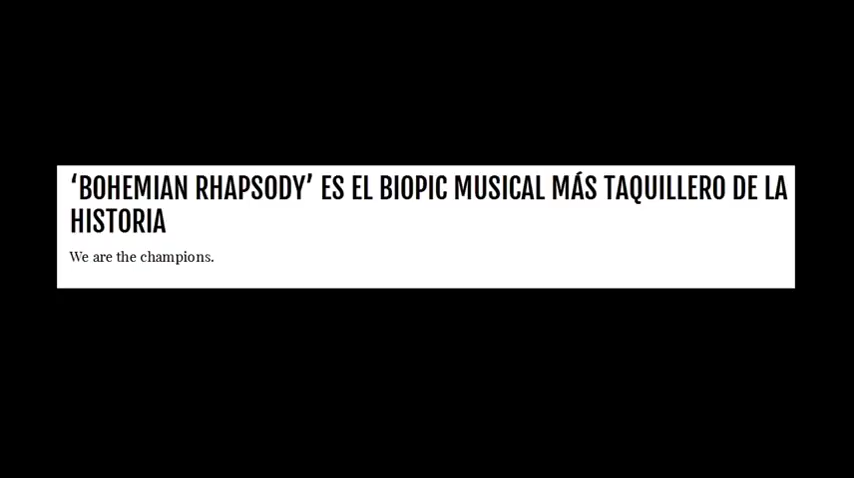 ‘BOHEMIAN RHAPSODY’ ES EL BIOPIC MUSICAL MÁS TAQUILLERO DE LA
HISTORIA
We are the champions.